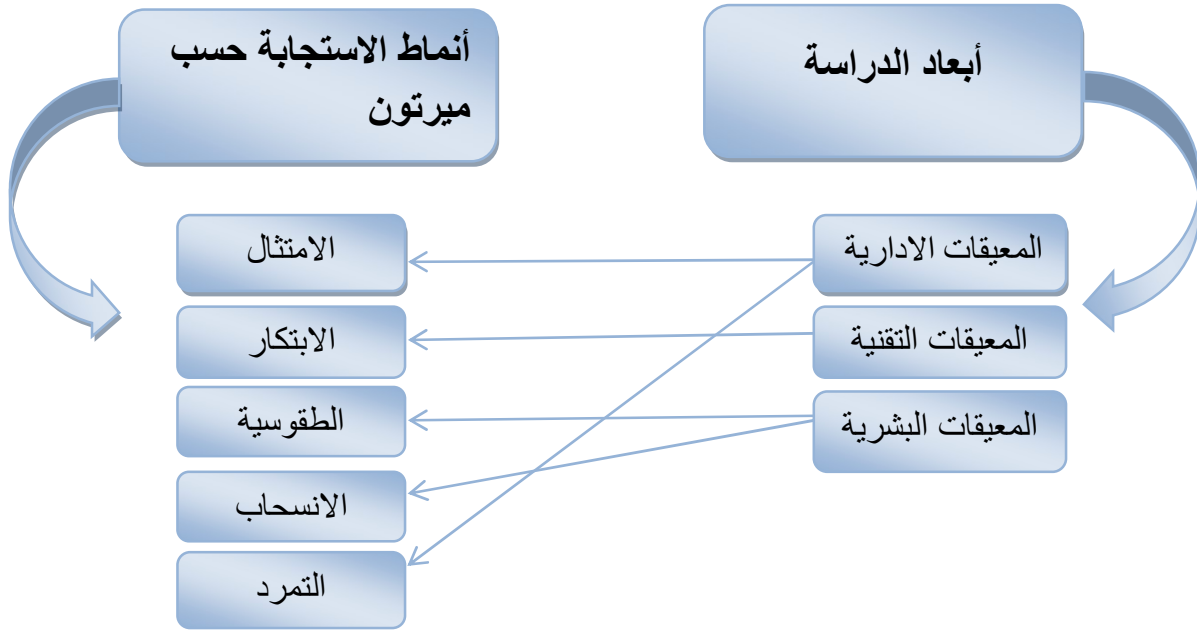 أبعاد الدراسة
أنماط الاستجابة حسب
ميرتون
المعيقات الادارية
الامتثال
المعيقات التقنية
الابتكار
المعيقات البشرية
الطقوسية
الانسحاب
التمرد